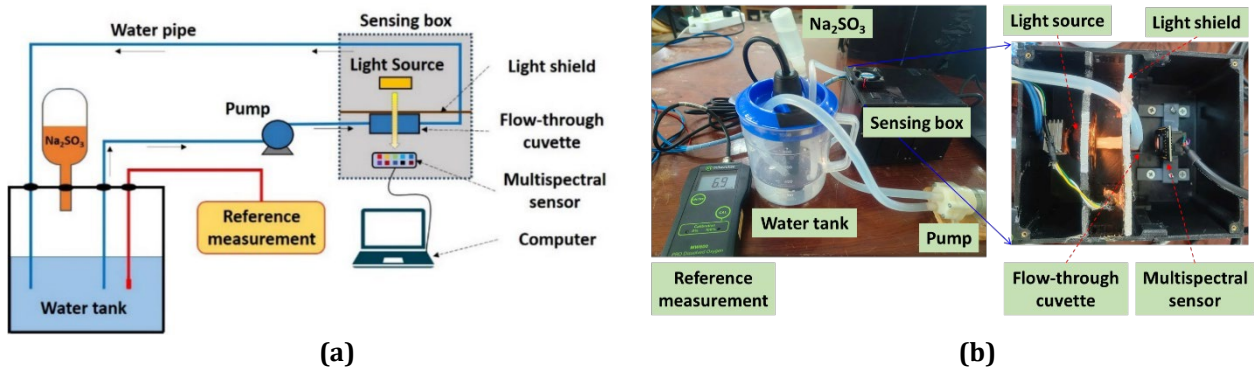 Sensing box
Water pipe
Light Source
Light shield
Pump
Flow-through
cuvette
Na₂SO₃
Multispectral
sensor
Reference
measurement
Computer
Water tank
(a)
Na₂SO₃
Light source
Light shield
Sensing box
6.9
Water tank
Pump
Reference
measurement
Flow-through
cuvette
Multispectral
sensor
(b)